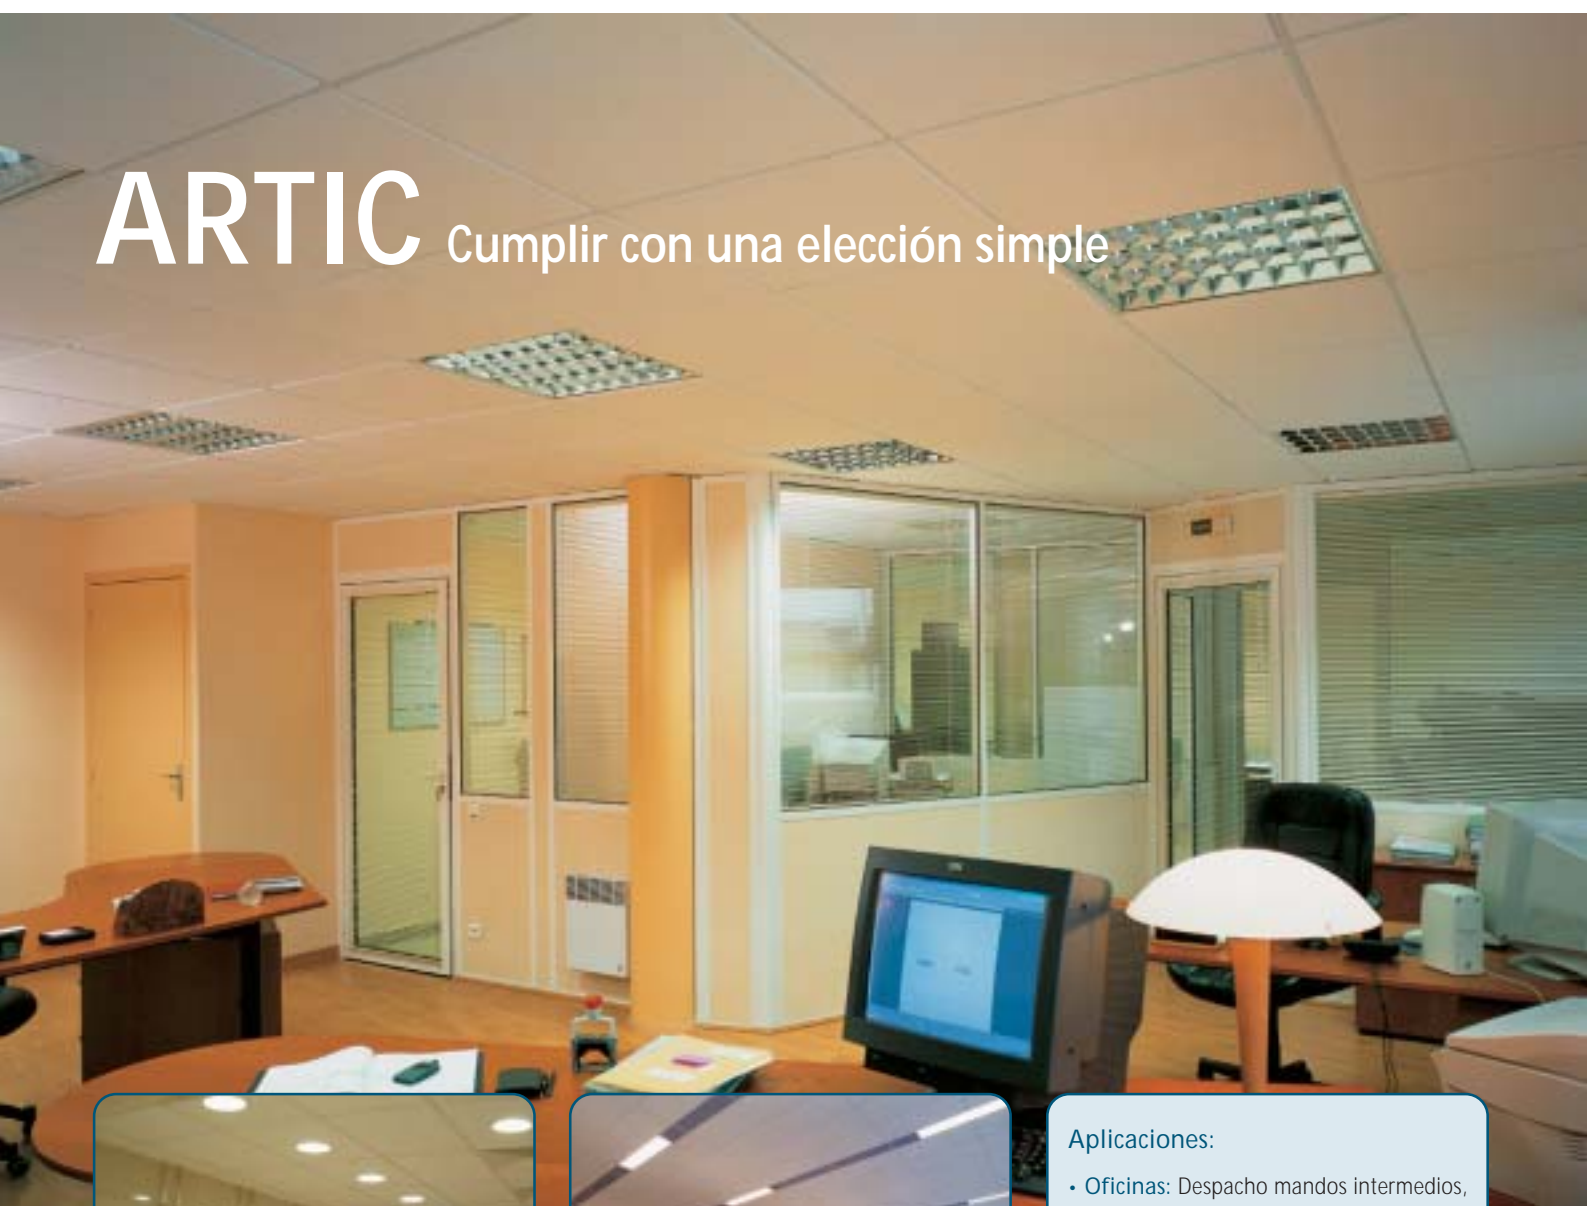 ARTIC Cumplir con una elección simple
Aplicaciones:
• Oficinas: Despacho mandos intermedios,